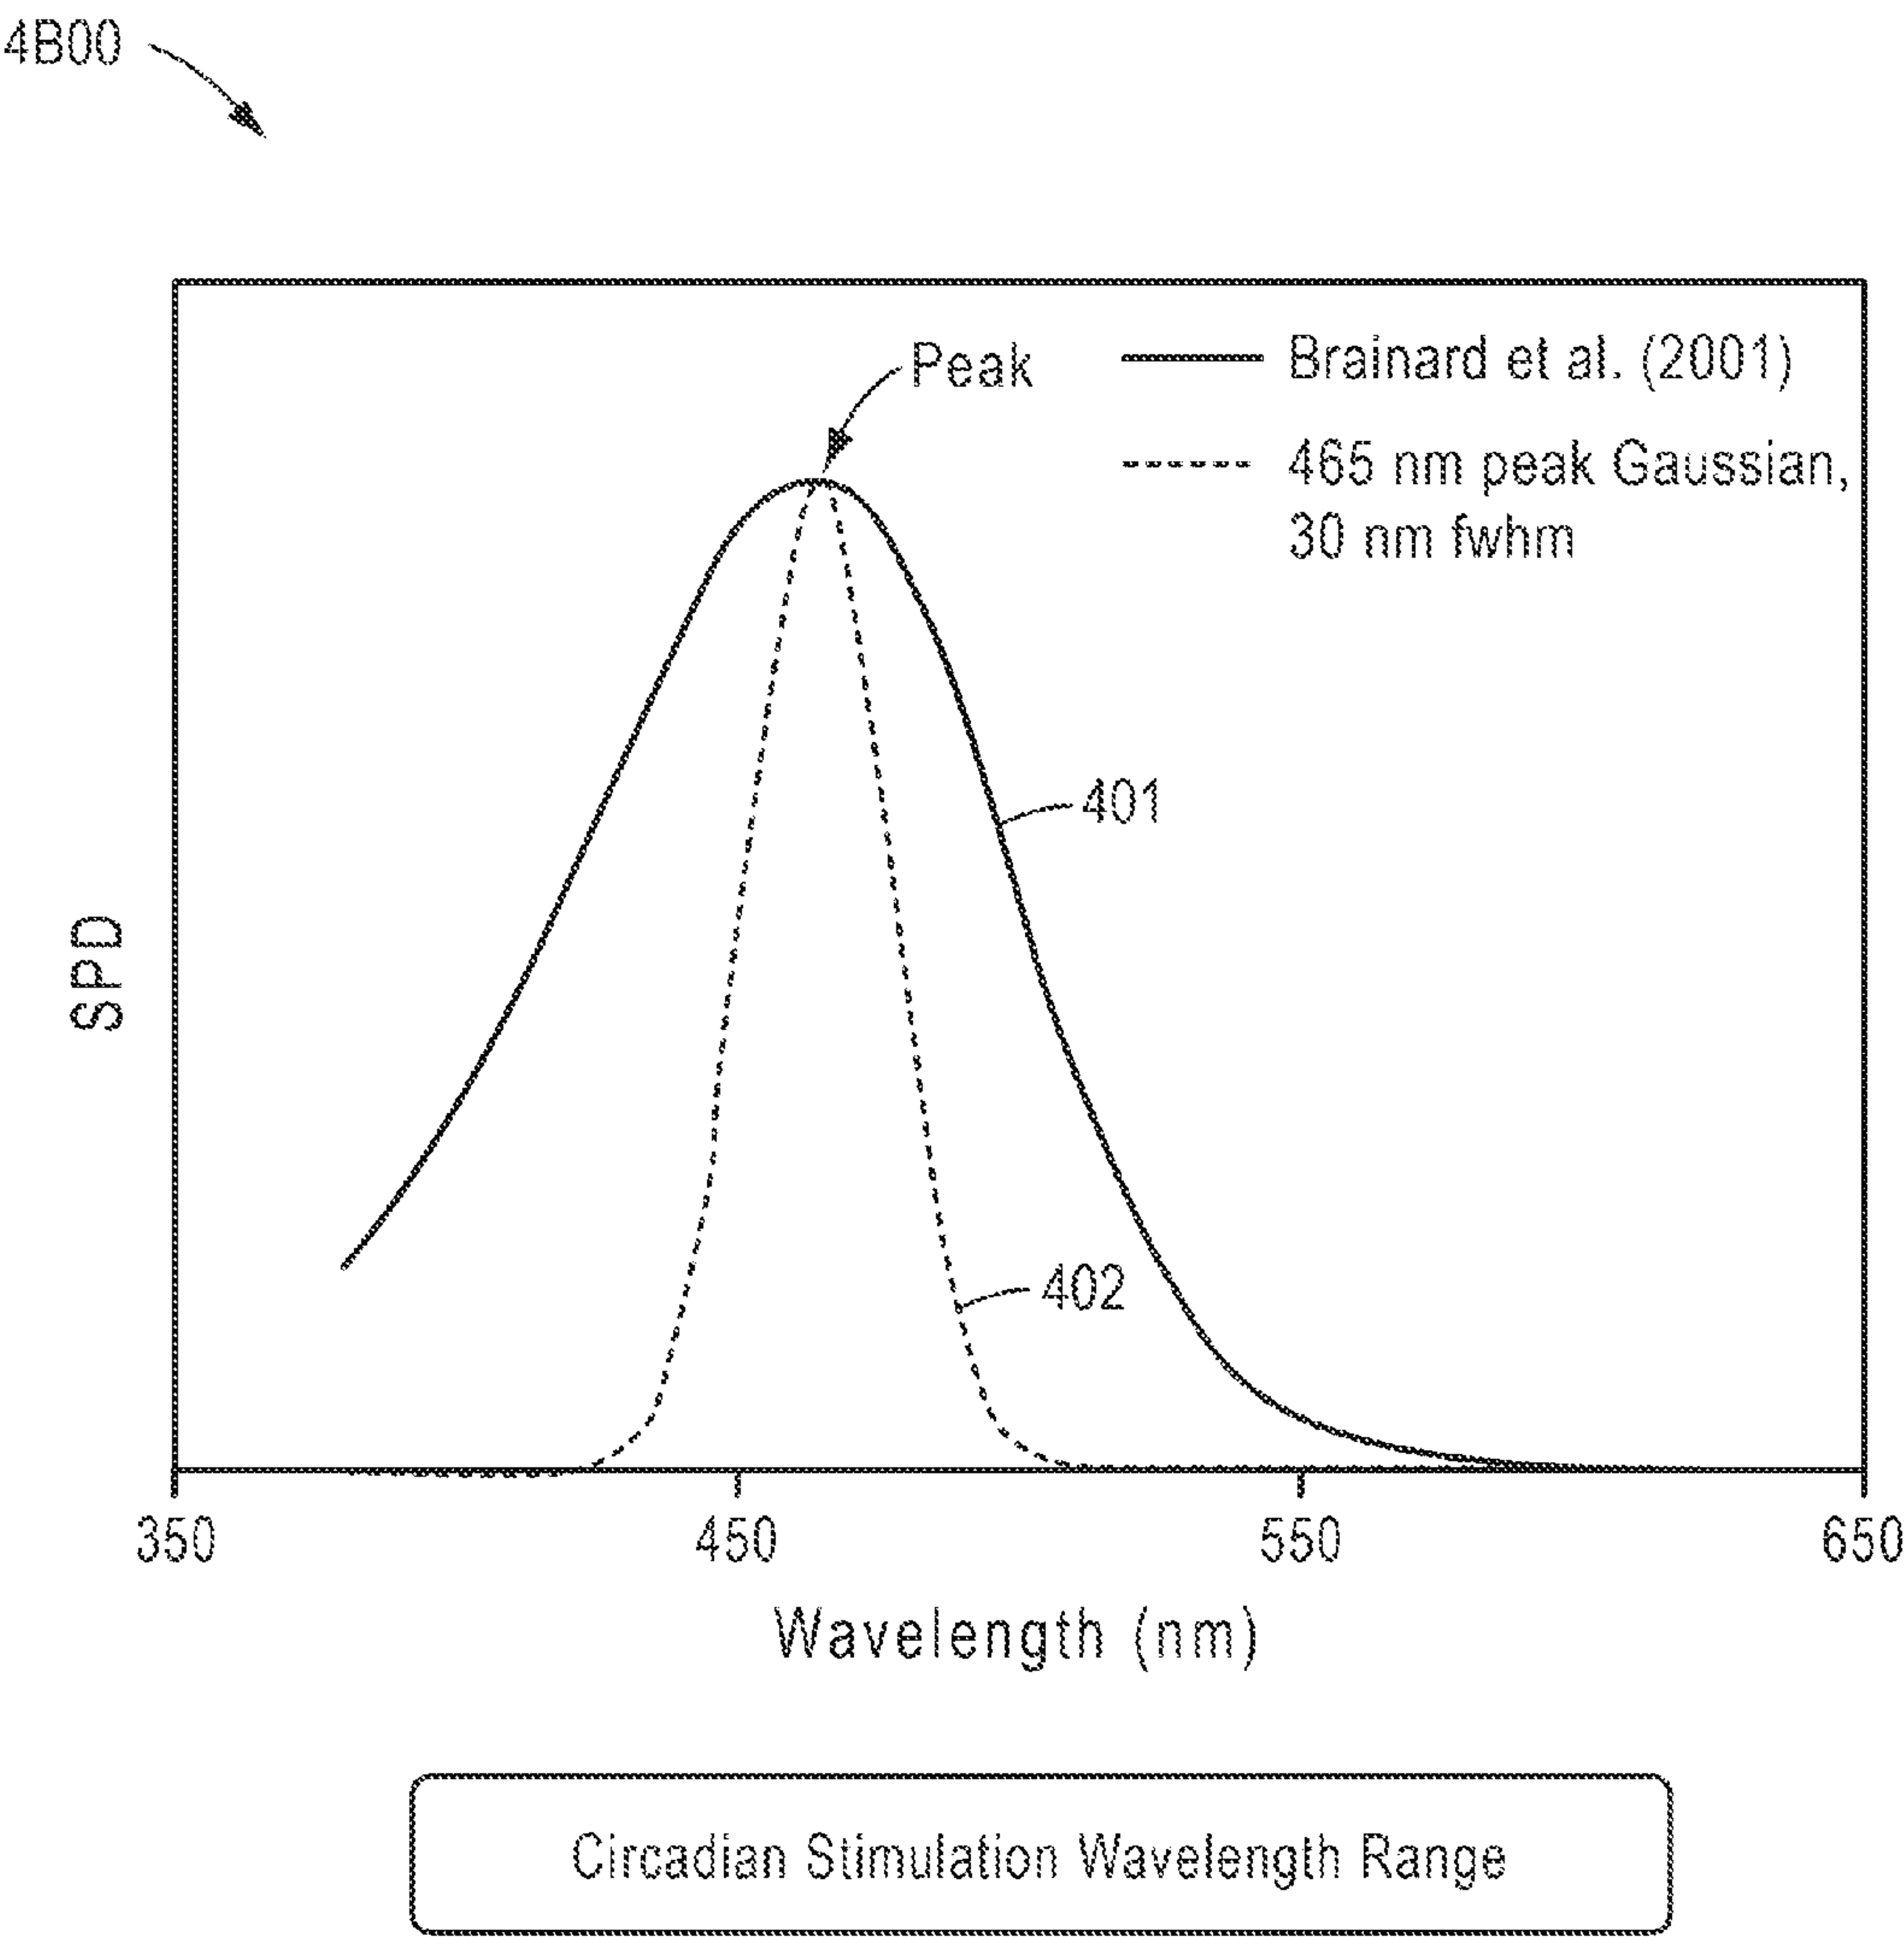 4B00
Peak
Brainard et al. (2001)
465 nm peak Gaussian,
30 nm fwhm
401
402
SPD
350 450 550 650
Wavelength (nm)
Circadian Stimulation Wavelength Range